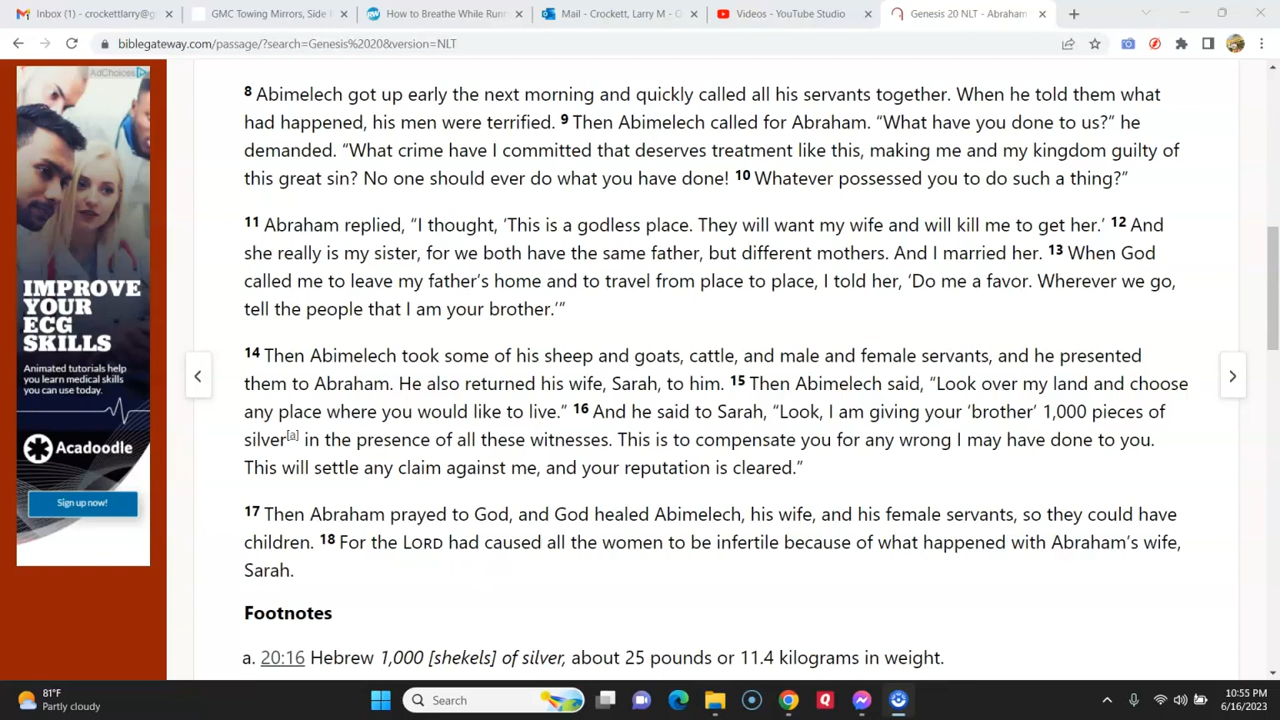 Inbox (1) - crockettlarry@g
GMC Towing Mirrors, Side
How to Breathe While Runn
Mail - Crockett, Larry M - O
Videos - YouTube Studio
Genesis 20 NLT - Abraham
biblegateway.com/passage/?search=Genesis%2020&version=NLT
AdChoices
IMPROVE
YOUR
ECG
SKILLS
Animated tutorials help
you learn medical skills
you can use today.
Acadoodle
Sign up now!
8 Abimelech got up early the next morning and quickly called all his servants together. When he told them what
had happened, his men were terrified. 9 Then Abimelech called for Abraham. “What have you done to us?” he
demanded. “What crime have I committed that deserves treatment like this, making me and my kingdom guilty of
this great sin? No one should ever do what you have done! 10 Whatever possessed you to do such a thing?”
11 Abraham replied, “I thought, ‘This is a godless place. They will want my wife and will kill me to get her.’ 12 And
she really is my sister, for we both have the same father, but different mothers. And I married her. 13 When God
called me to leave my father’s home and to travel from place to place, I told her, ‘Do me a favor. Wherever we go,
tell the people that I am your brother.’”
14 Then Abimelech took some of his sheep and goats, cattle, and male and female servants, and he presented
them to Abraham. He also returned his wife, Sarah, to him. 15 Then Abimelech said, “Look over my land and choose
any place where you would like to live.” 16 And he said to Sarah, “Look, I am giving your ‘brother’ 1,000 pieces of
silver[a] in the presence of all these witnesses. This is to compensate you for any wrong I may have done to you.
This will settle any claim against me, and your reputation is cleared.”
17 Then Abraham prayed to God, and God healed Abimelech, his wife, and his female servants, so they could have
children. 18 For the LORD had caused all the women to be infertile because of what happened with Abraham’s wife,
Sarah.
Footnotes
a. 20:16 Hebrew 1,000 [shekels] of silver, about 25 pounds or 11.4 kilograms in weight.
81°F
Partly cloudy
Search
10:55 PM
6/16/2023